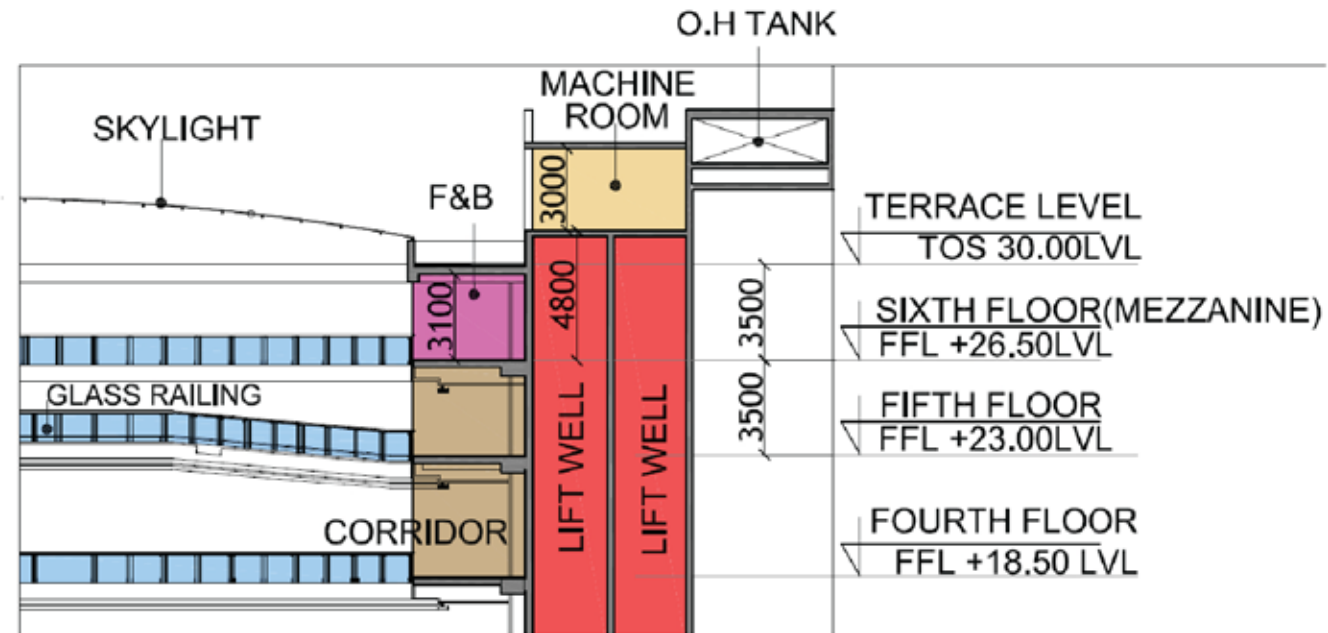 O.H TANK
MACHINE
ROOM
SKYLIGHT
F&B
3000
TERRACE LEVEL
TOS 30.00LVL
3100
4800
3500
SIXTH FLOOR(MEZZANINE)
FFL +26.50LVL
GLASS RAILING
3500
FIFTH FLOOR
FFL +23.00LVL
LIFT WELL
LIFT WELL
CORRIDOR
FOURTH FLOOR
FFL +18.50 LVL